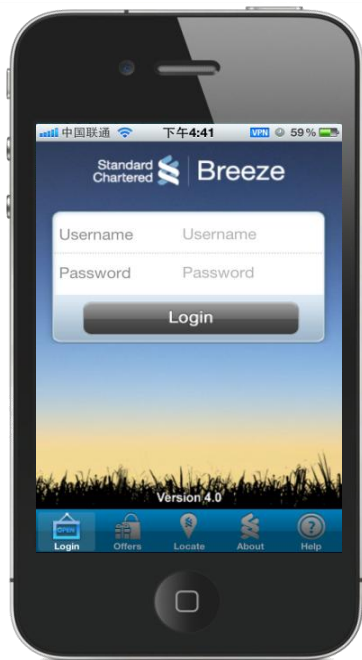 中国联通 下午4:41 VPN 59%
Standard
Chartered Breeze
Username Username
Password Password
Login
Version 4.0
OPEN
Login Offers Locate About Help